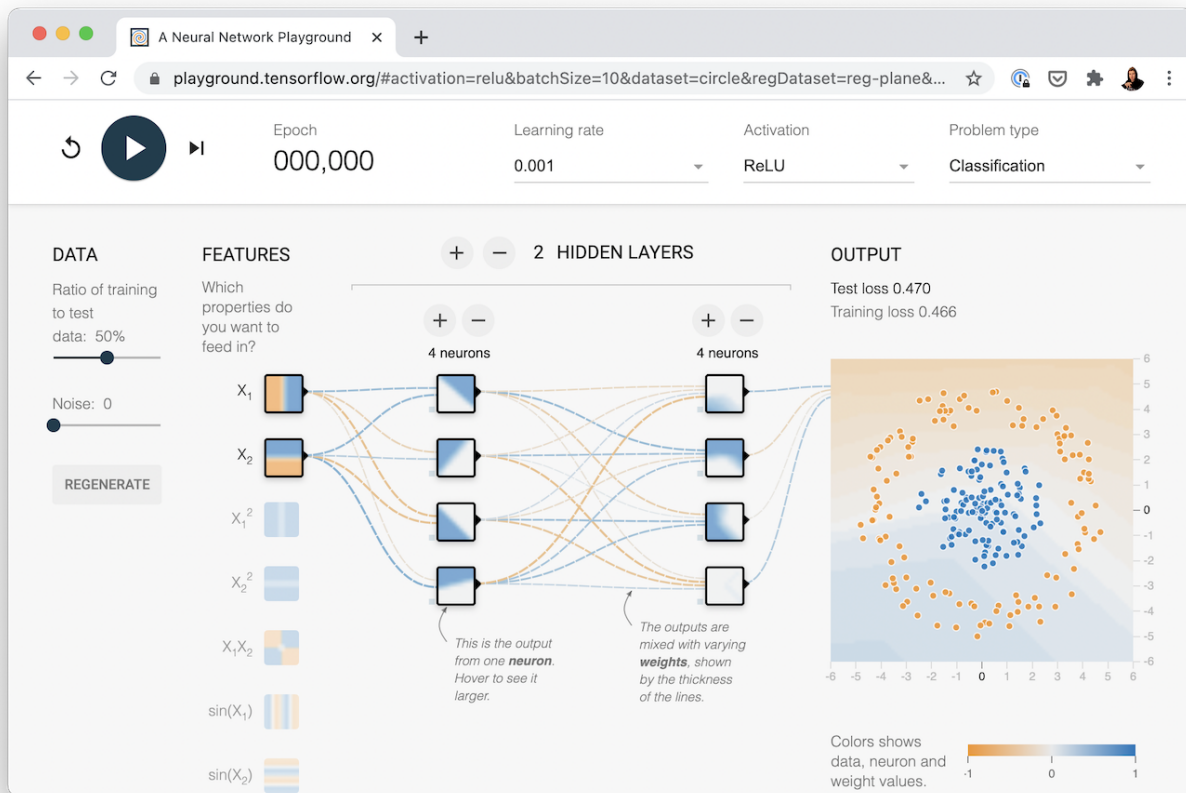 A Neural Network Playground
playground.tensorflow.org/#activation=relu&batchSize=10&dataset=circle&regDataset=reg-plane&...
Epoch
000,000
Learning rate
0.001
Activation
ReLU
Problem type
Classification
DATA
Ratio of training
to test
data: 50%
Noise: 0
REGENERATE
FEATURES
Which
properties do
you want to
feed in?
X1
X2
X1²
X2²
X1X2
sin(X1)
sin(X2)
+ − 2 HIDDEN LAYERS
+ −
4 neurons
+ −
4 neurons
This is the output
from one neuron.
Hover to see it
larger.
The outputs are
mixed with varying
weights, shown
by the thickness
of the lines.
OUTPUT
Test loss 0.470
Training loss 0.466
6
5
4
3
2
1
0
-1
-2
-3
-4
-5
-6
-6 -5 -4 -3 -2 -1 0 1 2 3 4 5 6
Colors shows
data, neuron and
weight values.
-1 0 1